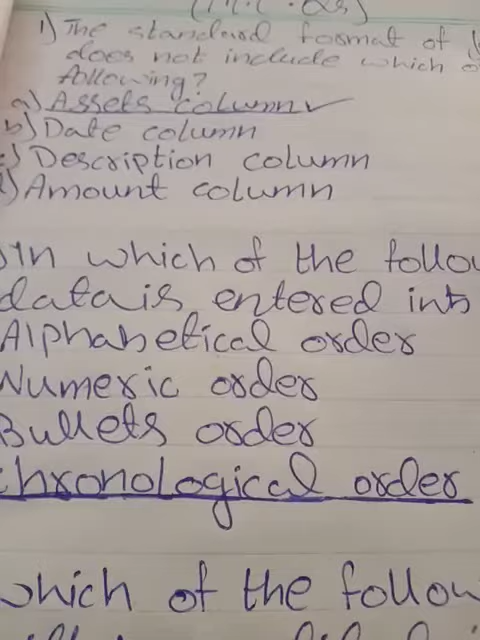 (M.C.Qs)
1) The standard format of
does not include which
following?
a) Assets column ✓
b) Date column
c) Description column
d) Amount column
In which of the follow
data is entered into
Alphabetical order
Numeric order
Bullets order
Chronological order
which of the follow